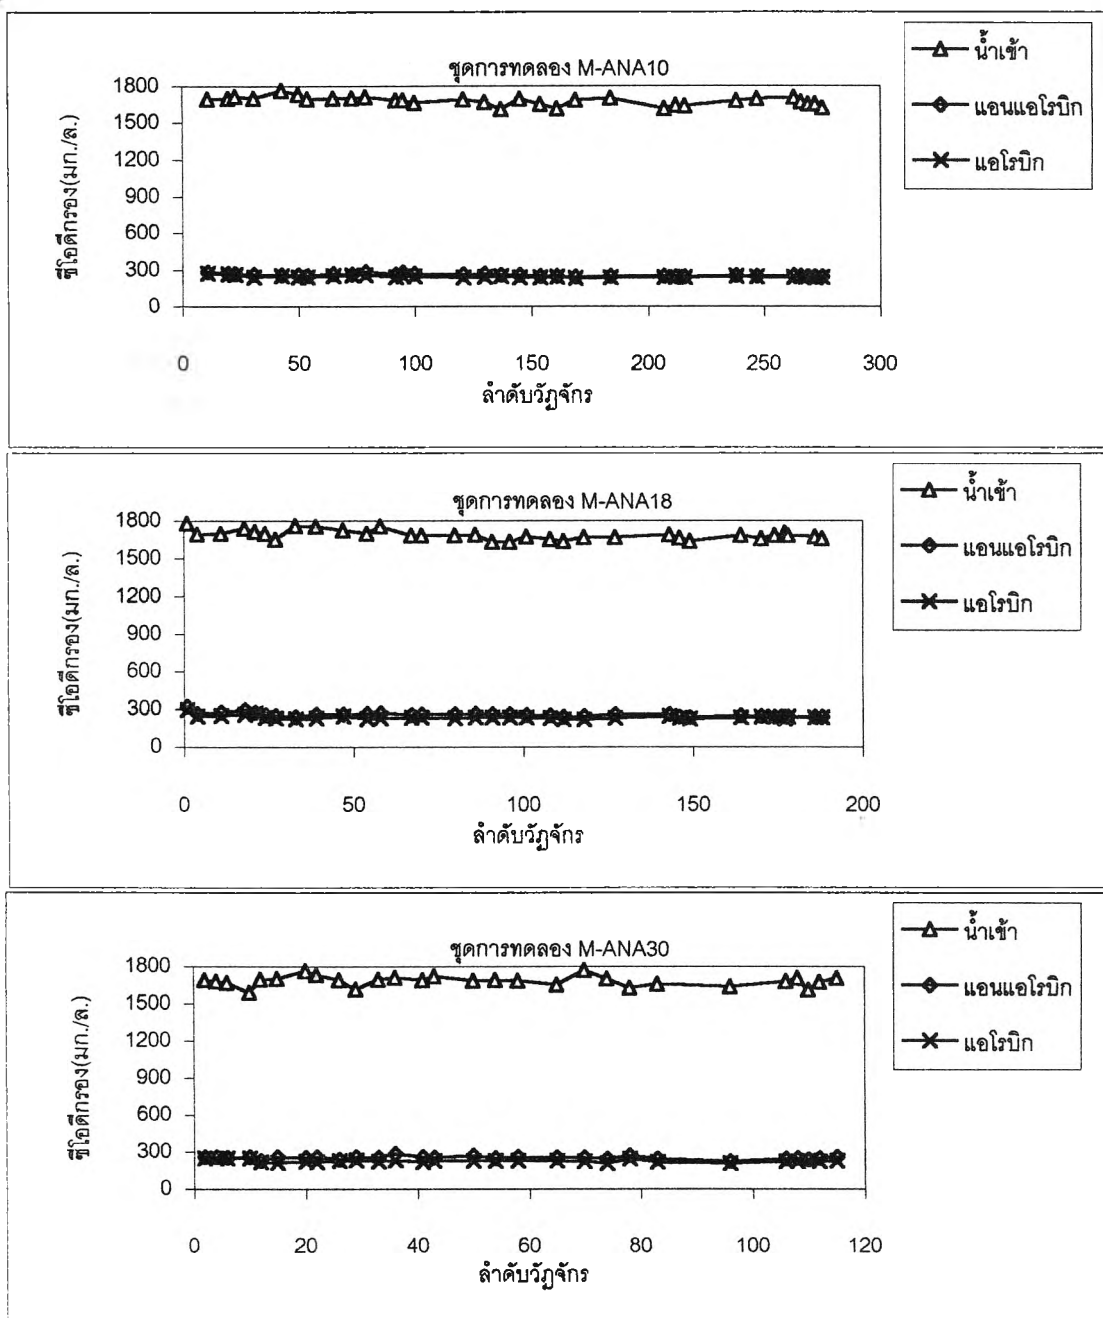 ชุดการทดลอง M-ANA10
น้ำเข้า
แอนแอโรบิก
แอโรบิก
ซีโอดีกรอง(มก./ล.)
1800
1500
1200
900
600
300
0
0 50 100 150 200 250 300
ลำดับวัฏจักร
ชุดการทดลอง M-ANA18
น้ำเข้า
แอนแอโรบิก
แอโรบิก
ซีโอดีกรอง(มก./ล.)
1800
1500
1200
900
600
300
0
0 50 100 150 200
ลำดับวัฏจักร
ชุดการทดลอง M-ANA30
น้ำเข้า
แอนแอโรบิก
แอโรบิก
ซีโอดีกรอง(มก./ล.)
1800
1500
1200
900
600
300
0
0 20 40 60 80 100 120
ลำดับวัฏจักร